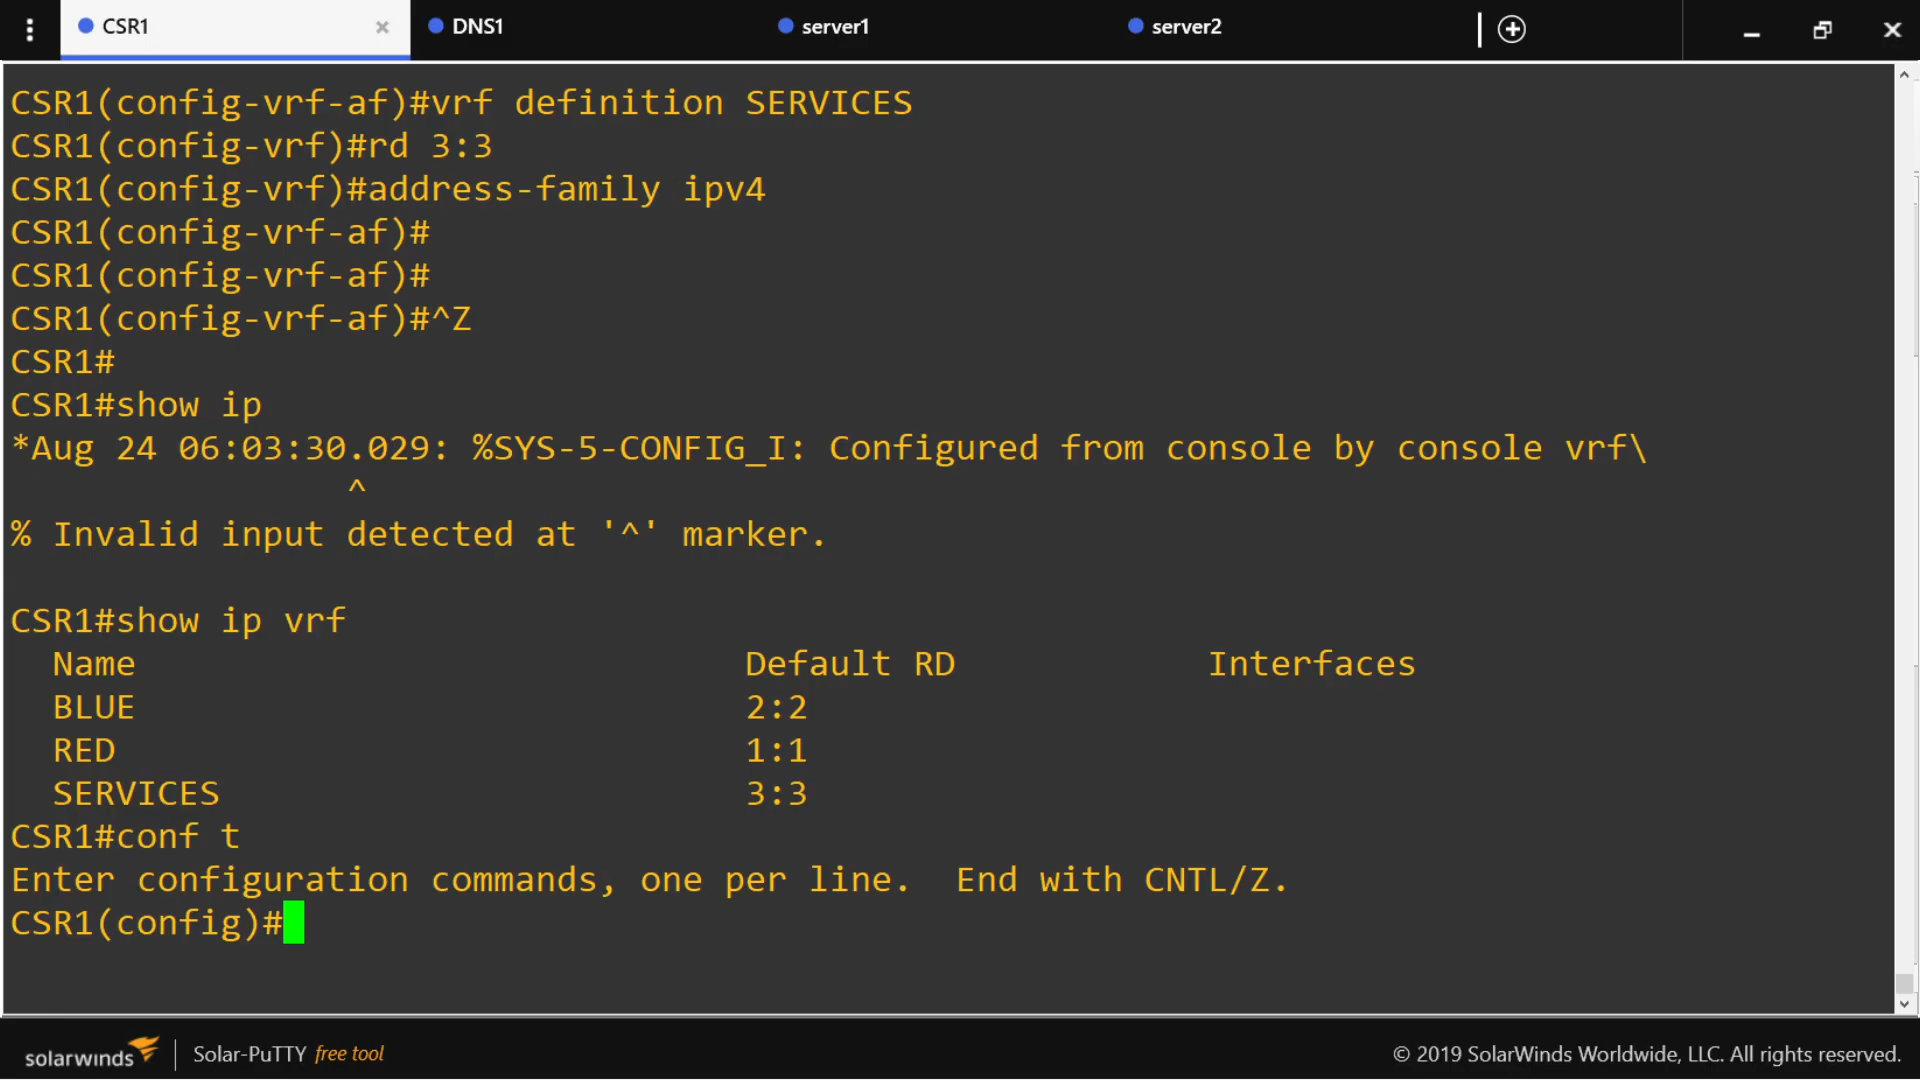 CSR1
DNS1
server1
server2
CSR1(config-vrf-af)#vrf definition SERVICES
CSR1(config-vrf)#rd 3:3
CSR1(config-vrf)#address-family ipv4
CSR1(config-vrf-af)#
CSR1(config-vrf-af)#
CSR1(config-vrf-af)#^Z
CSR1#
CSR1#show ip
*Aug 24 06:03:30.029: %SYS-5-CONFIG_I: Configured from console by console vrf\
^
% Invalid input detected at '^' marker.
CSR1#show ip vrf
Name Default RD Interfaces
BLUE 2:2
RED 1:1
SERVICES 3:3
CSR1#conf t
Enter configuration commands, one per line.  End with CNTL/Z.
CSR1(config)#
solarwinds Solar-PuTTY free tool © 2019 SolarWinds Worldwide, LLC. All rights reserved.